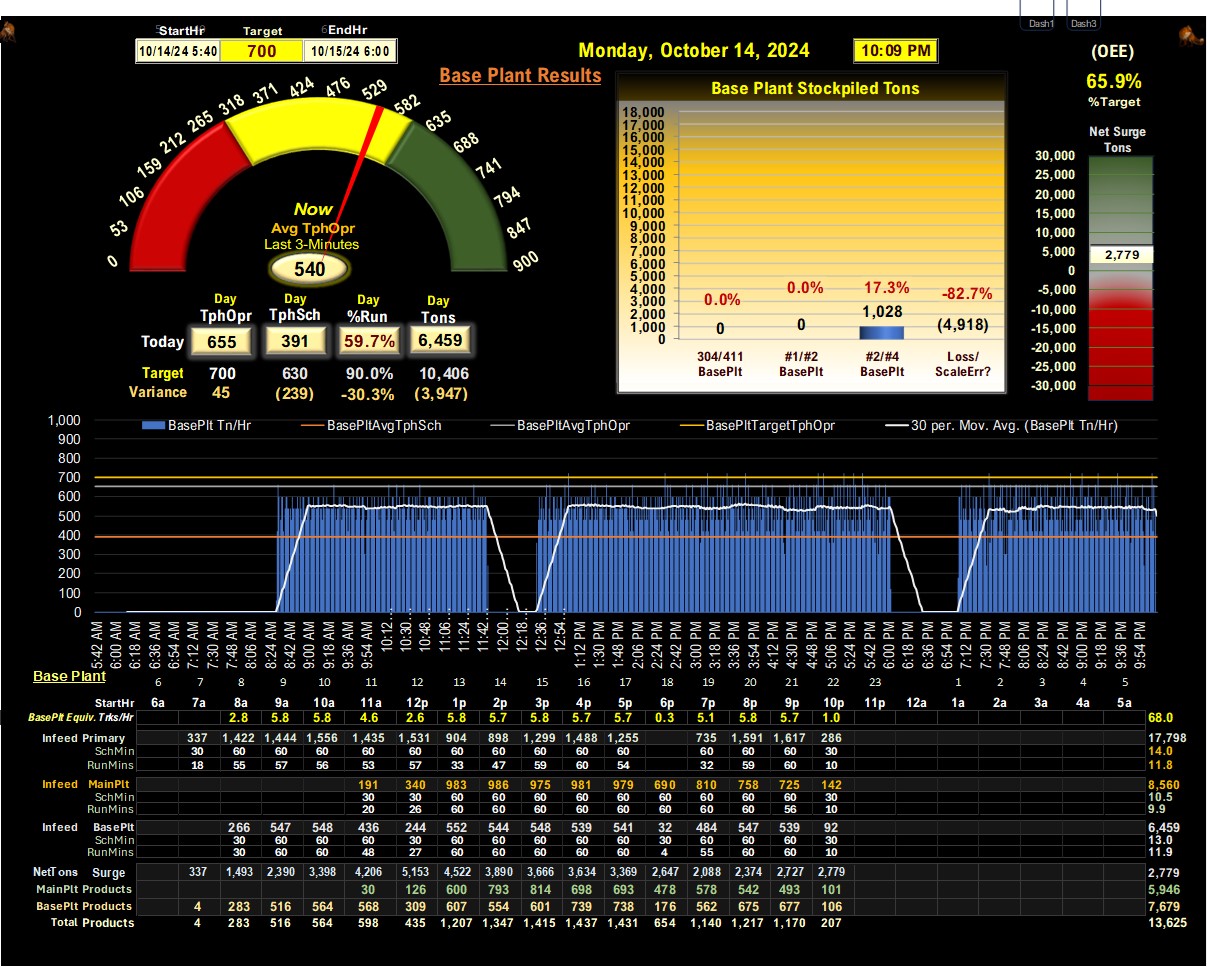 Dash1 Dash3
StartHr Target EndHr
10/14/24 5:40 700 10/15/24 6:00
Monday, October 14, 2024 10:09 PM
(OEE)
65.9%
%Target
Base Plant Results
0 53 106 159 212 265 318 371 424 476 529 582 635 688 741 794 847 900
Now
Avg TphOpr
Last 3-Minutes
540
Day TphOpr Day TphSch Day %Run Day Tons
Today 655 391 59.7% 6,459
Target 700 630 90.0% 10,406
Variance 45 (239) -30.3% (3,947)
Base Plant Stockpiled Tons
18,000
17,000
16,000
15,000
14,000
13,000
12,000
11,000
10,000
9,000
8,000
7,000
6,000
5,000
4,000
3,000
2,000
1,000
0
0.0% 0.0% 17.3% -82.7%
0 0 1,028 (4,918)
304/411 BasePlt #1/#2 BasePlt #2/#4 BasePlt Loss/ ScaleErr?
Net Surge
Tons
30,000
25,000
20,000
15,000
10,000
5,000
0
-5,000
-10,000
-15,000
-20,000
-25,000
-30,000
2,779
BasePlt Tn/Hr BasePltAvgTphSch BasePltAvgTphOpr BasePltTargetTphOpr 30 per. Mov. Avg. (BasePlt Tn/Hr)
1,000
900
800
700
600
500
400
300
200
100
0
5:42 AM 6:00 AM 6:18 AM 6:36 AM 6:54 AM 7:12 AM 7:30 AM 7:48 AM 8:06 AM 8:24 AM 8:42 AM 9:00 AM 9:18 AM 9:36 AM 9:54 AM 10:12… 10:30… 10:48… 11:06… 11:24… 11:42… 12:00… 12:18… 12:36… 12:54… 1:12 PM 1:30 PM 1:48 PM 2:06 PM 2:24 PM 2:42 PM 3:00 PM 3:18 PM 3:36 PM 3:54 PM 4:12 PM 4:30 PM 4:48 PM 5:06 PM 5:24 PM 5:42 PM 6:00 PM 6:18 PM 6:36 PM 6:54 PM 7:12 PM 7:30 PM 7:48 PM 8:06 PM 8:24 PM 8:42 PM 9:00 PM 9:18 PM 9:36 PM 9:54 PM
Base Plant
6 7 8 9 10 11 12 13 14 15 16 17 18 19 20 21 22 23 1 2 3 4 5
StartHr 6a 7a 8a 9a 10a 11a 12p 1p 2p 3p 4p 5p 6p 7p 8p 9p 10p 11p 12a 1a 2a 3a 4a 5a
BasePlt Equiv. Trks/Hr 2.8 5.8 5.8 4.6 2.6 5.8 5.7 5.8 5.7 5.7 0.3 5.1 5.8 5.7 1.0 68.0
Infeed Primary 337 1,422 1,444 1,556 1,435 1,531 904 898 1,299 1,488 1,255 735 1,591 1,617 286 17,798
SchMin 30 60 60 60 60 60 60 60 60 60 60 60 60 60 30 14.0
RunMins 18 55 57 56 53 57 33 47 59 60 54 32 59 60 10 11.8
Infeed MainPlt 191 340 983 986 975 981 979 690 810 758 725 142 8,560
SchMin 30 30 60 60 60 60 60 60 60 60 60 30 10.5
RunMins 20 26 60 60 60 60 60 60 60 60 56 10 9.9
Infeed BasePlt 266 547 548 436 244 552 544 548 539 541 32 484 547 539 92 6,459
SchMin 30 60 60 60 30 60 60 60 60 60 30 60 60 60 30 13.0
RunMins 30 60 60 48 27 60 60 60 60 60 4 55 60 60 10 11.9
NetTons Surge 337 1,493 2,390 3,398 4,206 5,153 4,522 3,890 3,666 3,634 3,369 2,647 2,088 2,374 2,727 2,779 2,779
MainPlt Products 30 126 600 793 814 698 693 478 578 542 493 101 5,946
BasePlt Products 4 283 516 564 568 309 607 554 601 739 738 176 562 675 677 106 7,679
Total Products 4 283 516 564 598 435 1,207 1,347 1,415 1,437 1,431 654 1,140 1,217 1,170 207 13,625